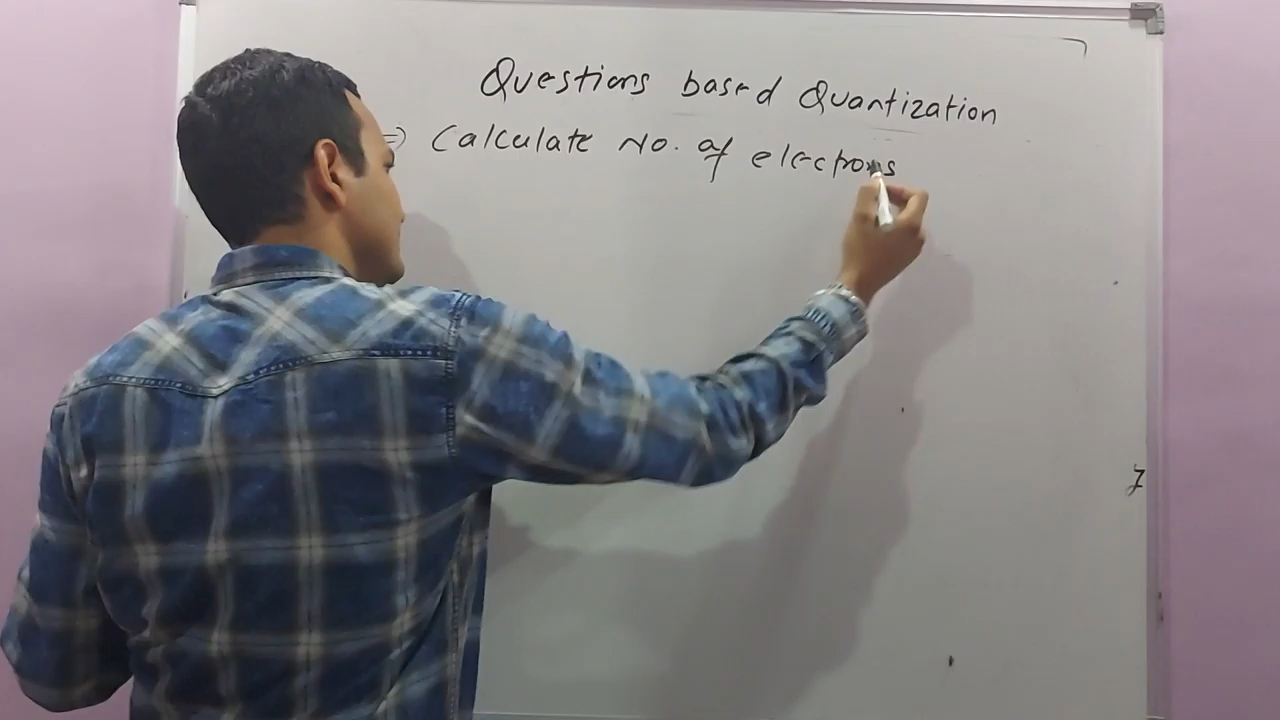 Questions based Quantization
⇒ Calculate No. of electrons